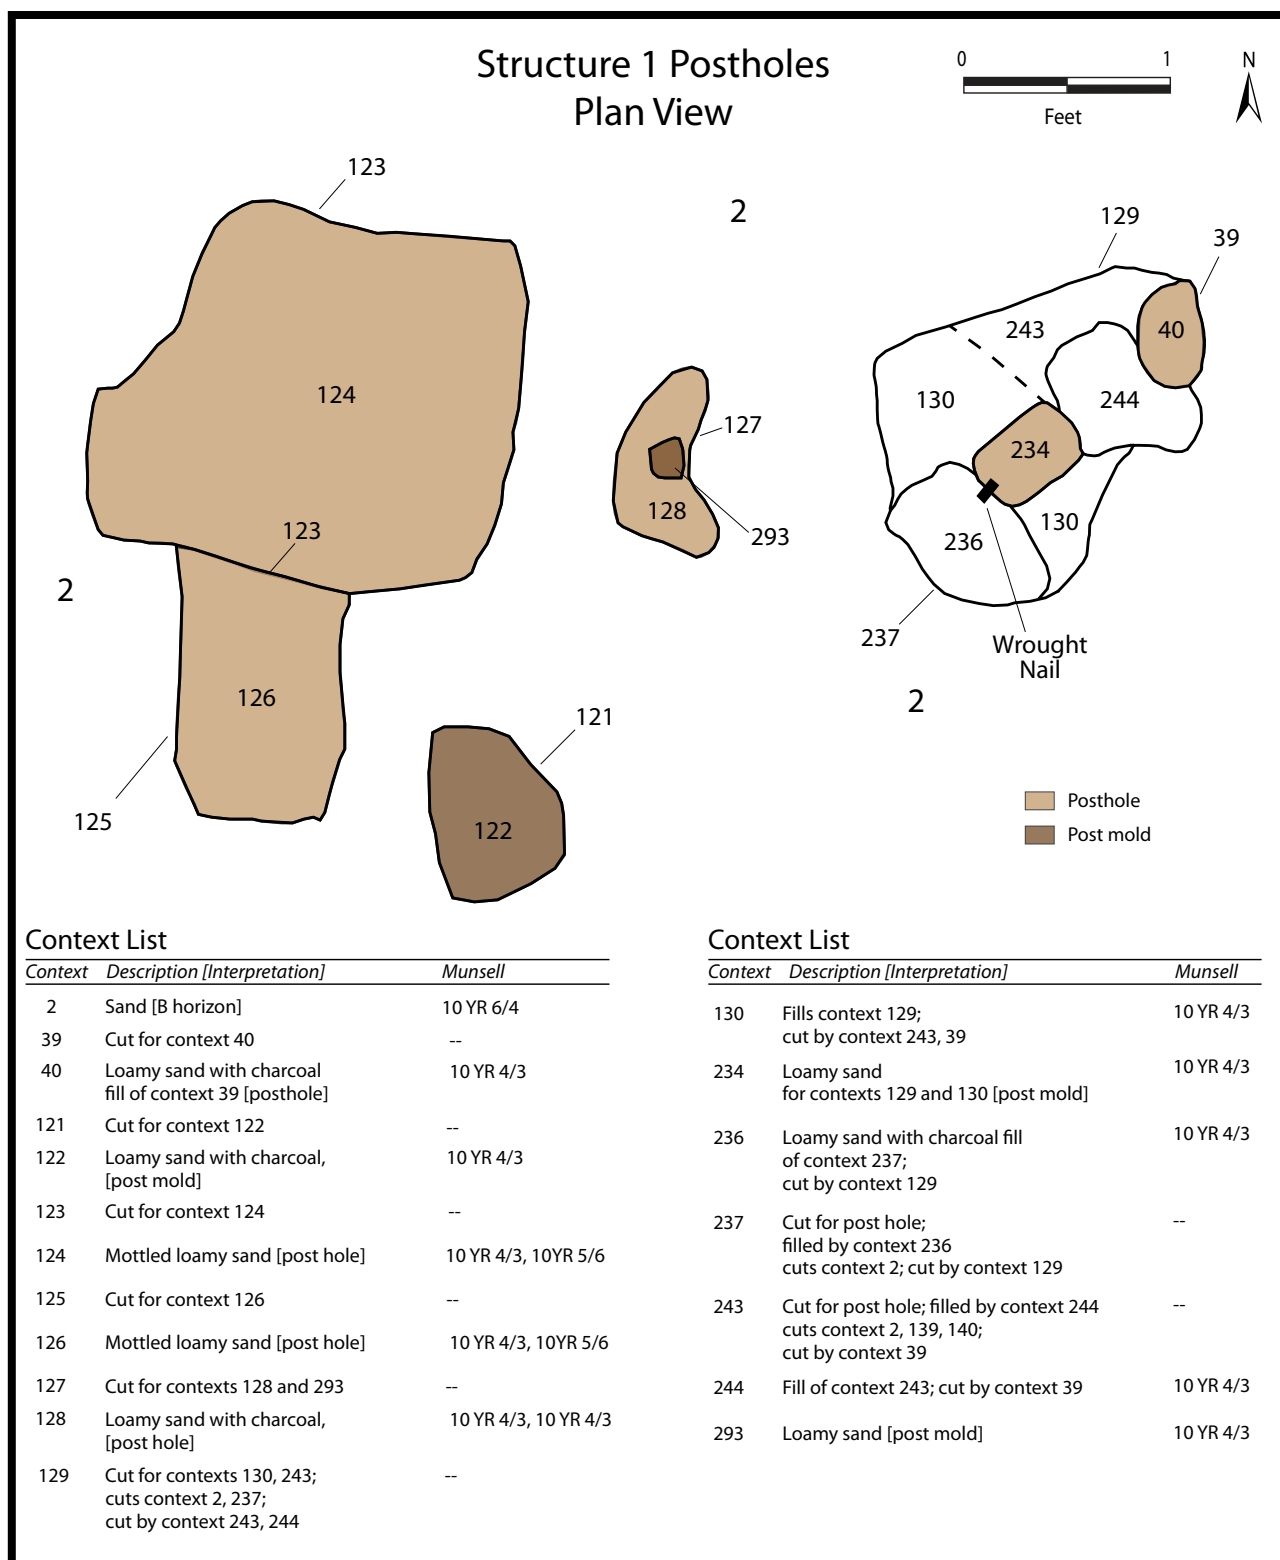 Structure 1 Postholes
Plan View
0 1
Feet
N
123
2
129
39
243
40
124
130
244
127
234
128
123
293
236
130
2
237
Wrought
Nail
126
2
121
125
122
Posthole
Post mold
Context List
Context Description [Interpretation] Munsell
2 Sand [B horizon] 10 YR 6/4
39 Cut for context 40 --
40 Loamy sand with charcoal 10 YR 4/3
fill of context 39 [posthole]
121 Cut for context 122 --
122 Loamy sand with charcoal, 10 YR 4/3
[post mold]
123 Cut for context 124 --
124 Mottled loamy sand [post hole] 10 YR 4/3, 10YR 5/6
125 Cut for context 126 --
126 Mottled loamy sand [post hole] 10 YR 4/3, 10YR 5/6
127 Cut for contexts 128 and 293 --
128 Loamy sand with charcoal, 10 YR 4/3, 10 YR 4/3
[post hole]
129 Cut for contexts 130, 243; --
cuts context 2, 237;
cut by context 243, 244
Context List
Context Description [Interpretation] Munsell
130 Fills context 129; 10 YR 4/3
cut by context 243, 39
234 Loamy sand 10 YR 4/3
for contexts 129 and 130 [post mold]
236 Loamy sand with charcoal fill 10 YR 4/3
of context 237;
cut by context 129
237 Cut for post hole; --
filled by context 236
cuts context 2; cut by context 129
243 Cut for post hole; filled by context 244 --
cuts context 2, 139, 140;
cut by context 39
244 Fill of context 243; cut by context 39 10 YR 4/3
293 Loamy sand [post mold] 10 YR 4/3